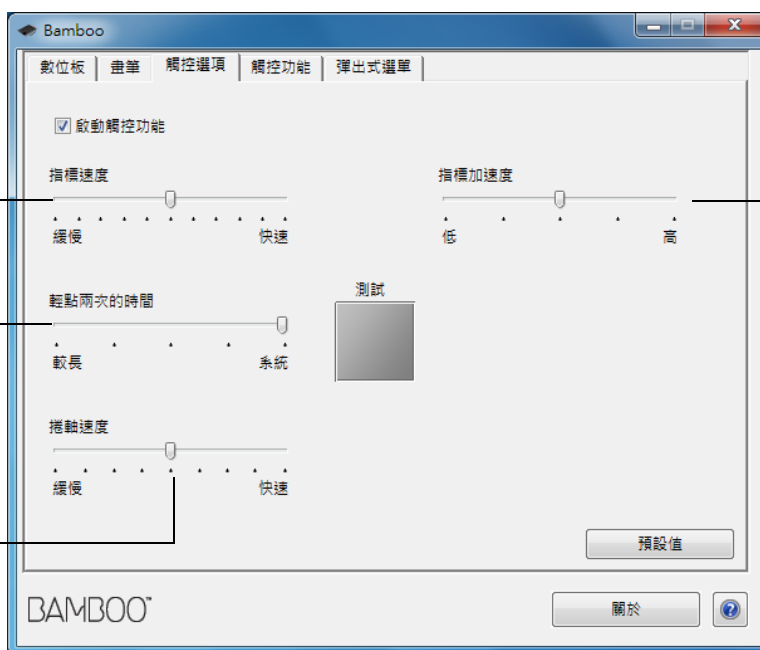 Bamboo
數位板 畫筆 觸控選項 觸控功能 彈出式選單
啟動觸控功能
指標速度
緩慢 快速
指標加速度
低 高
輕點兩次的時間
較長 系統
測試
捲軸速度
緩慢 快速
預設值
BAMBOO™
關於